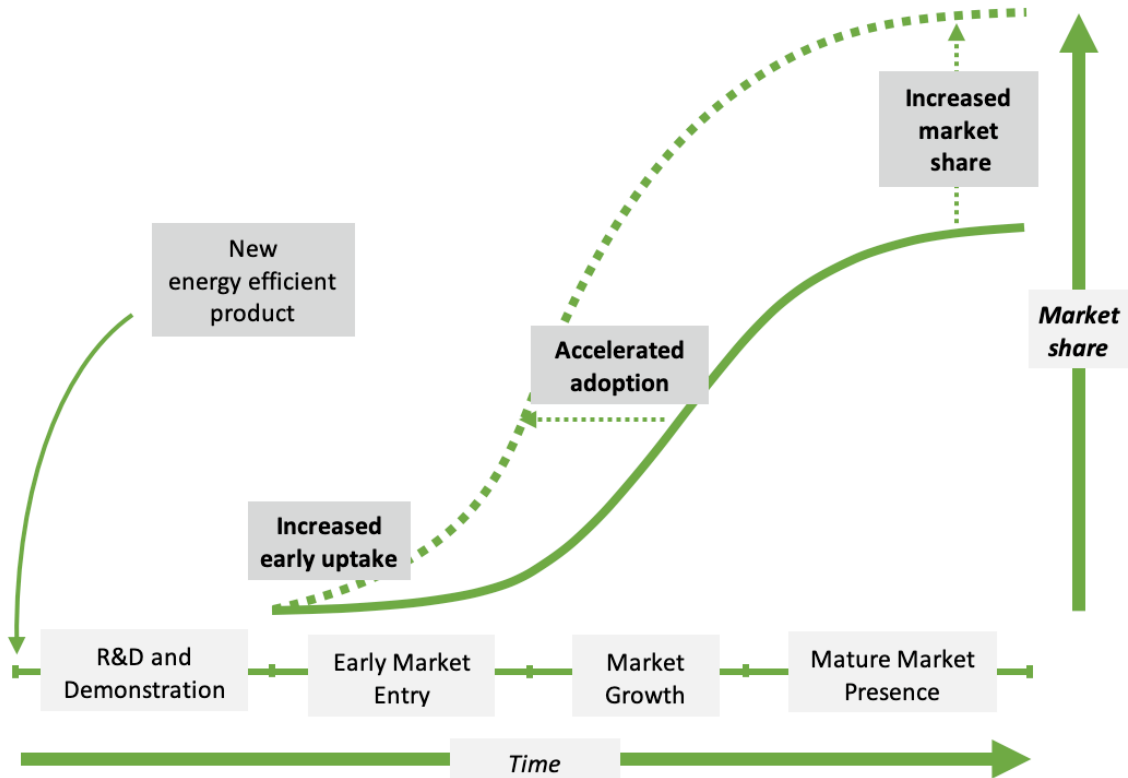 Increased
market
share
New
energy efficient
product
Market
share
Accelerated
adoption
Increased
early uptake
R&D and
Demonstration
Early Market
Entry
Market
Growth
Mature Market
Presence
Time